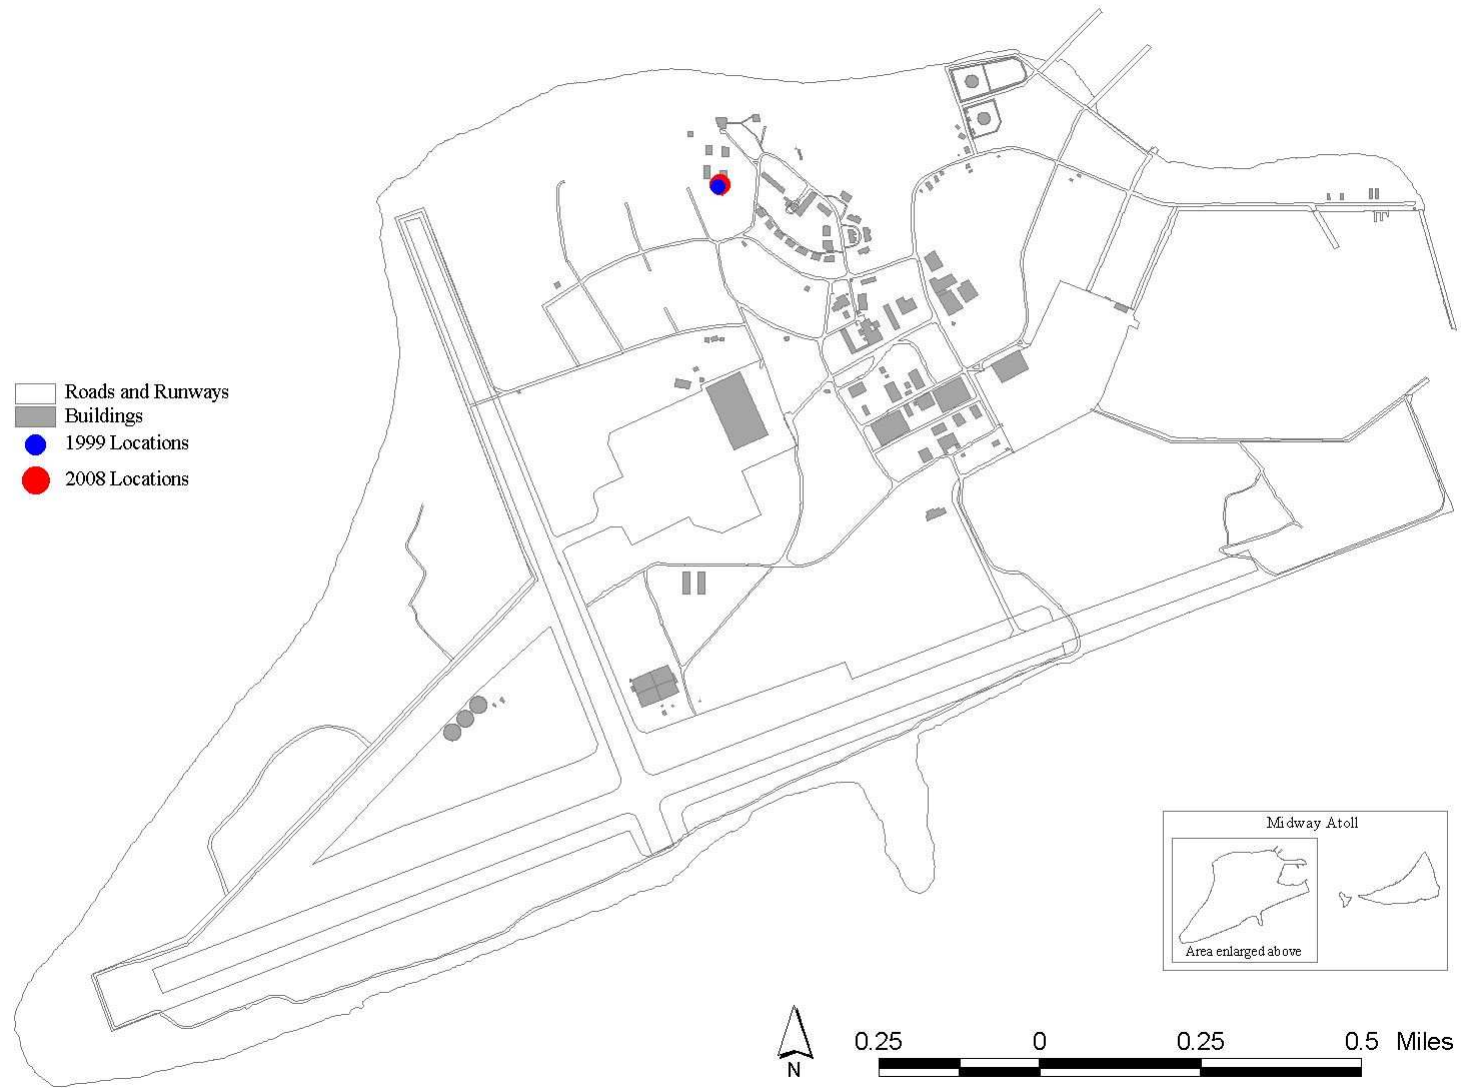 Roads and Runways
Buildings
1999 Locations
2008 Locations
Midway Atoll
Area enlarged above
N
0.25 0 0.25 0.5 Miles